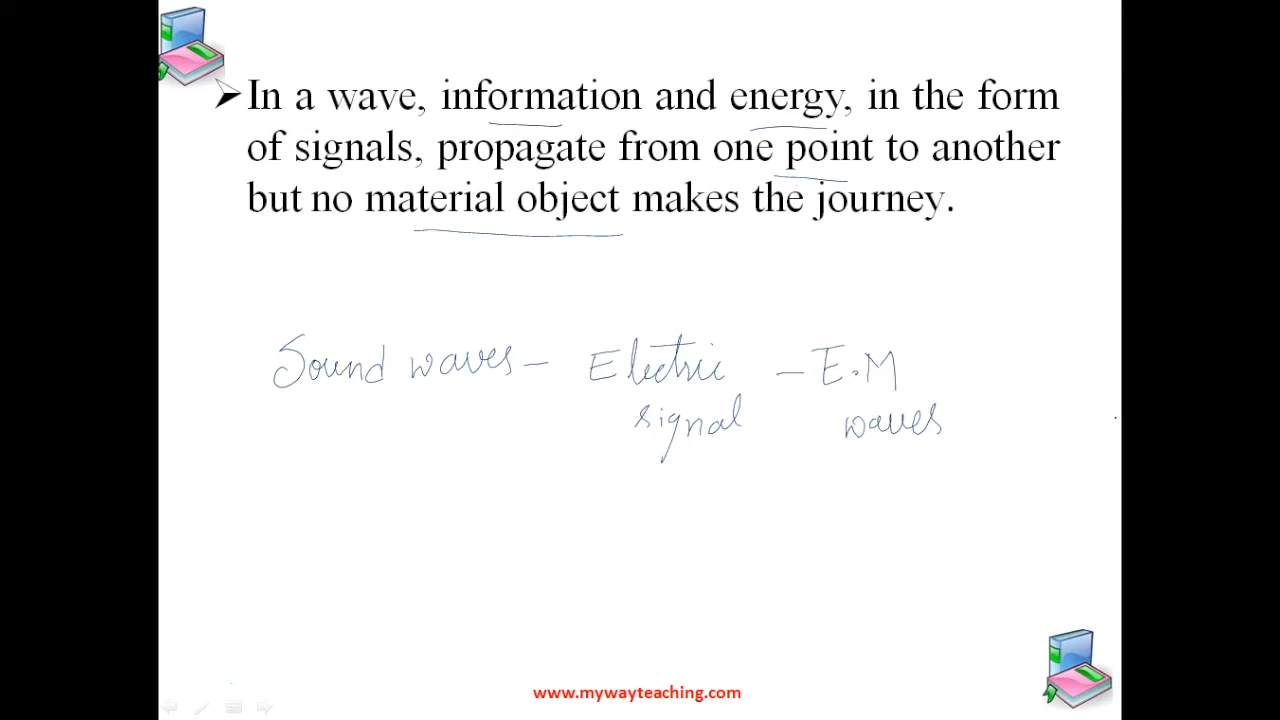 ➢In a wave, information and energy, in the form
of signals, propagate from one point to another
but no material object makes the journey.
Sound waves - Electric - E.M
signal waves
www.mywayteaching.com